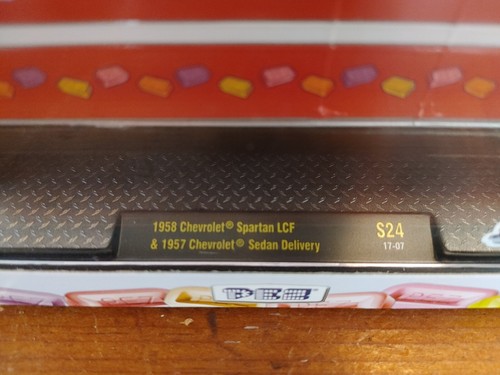 1958 Chevrolet® Spartan LCF
& 1957 Chevrolet® Sedan Delivery
S24
17-07
PEZ